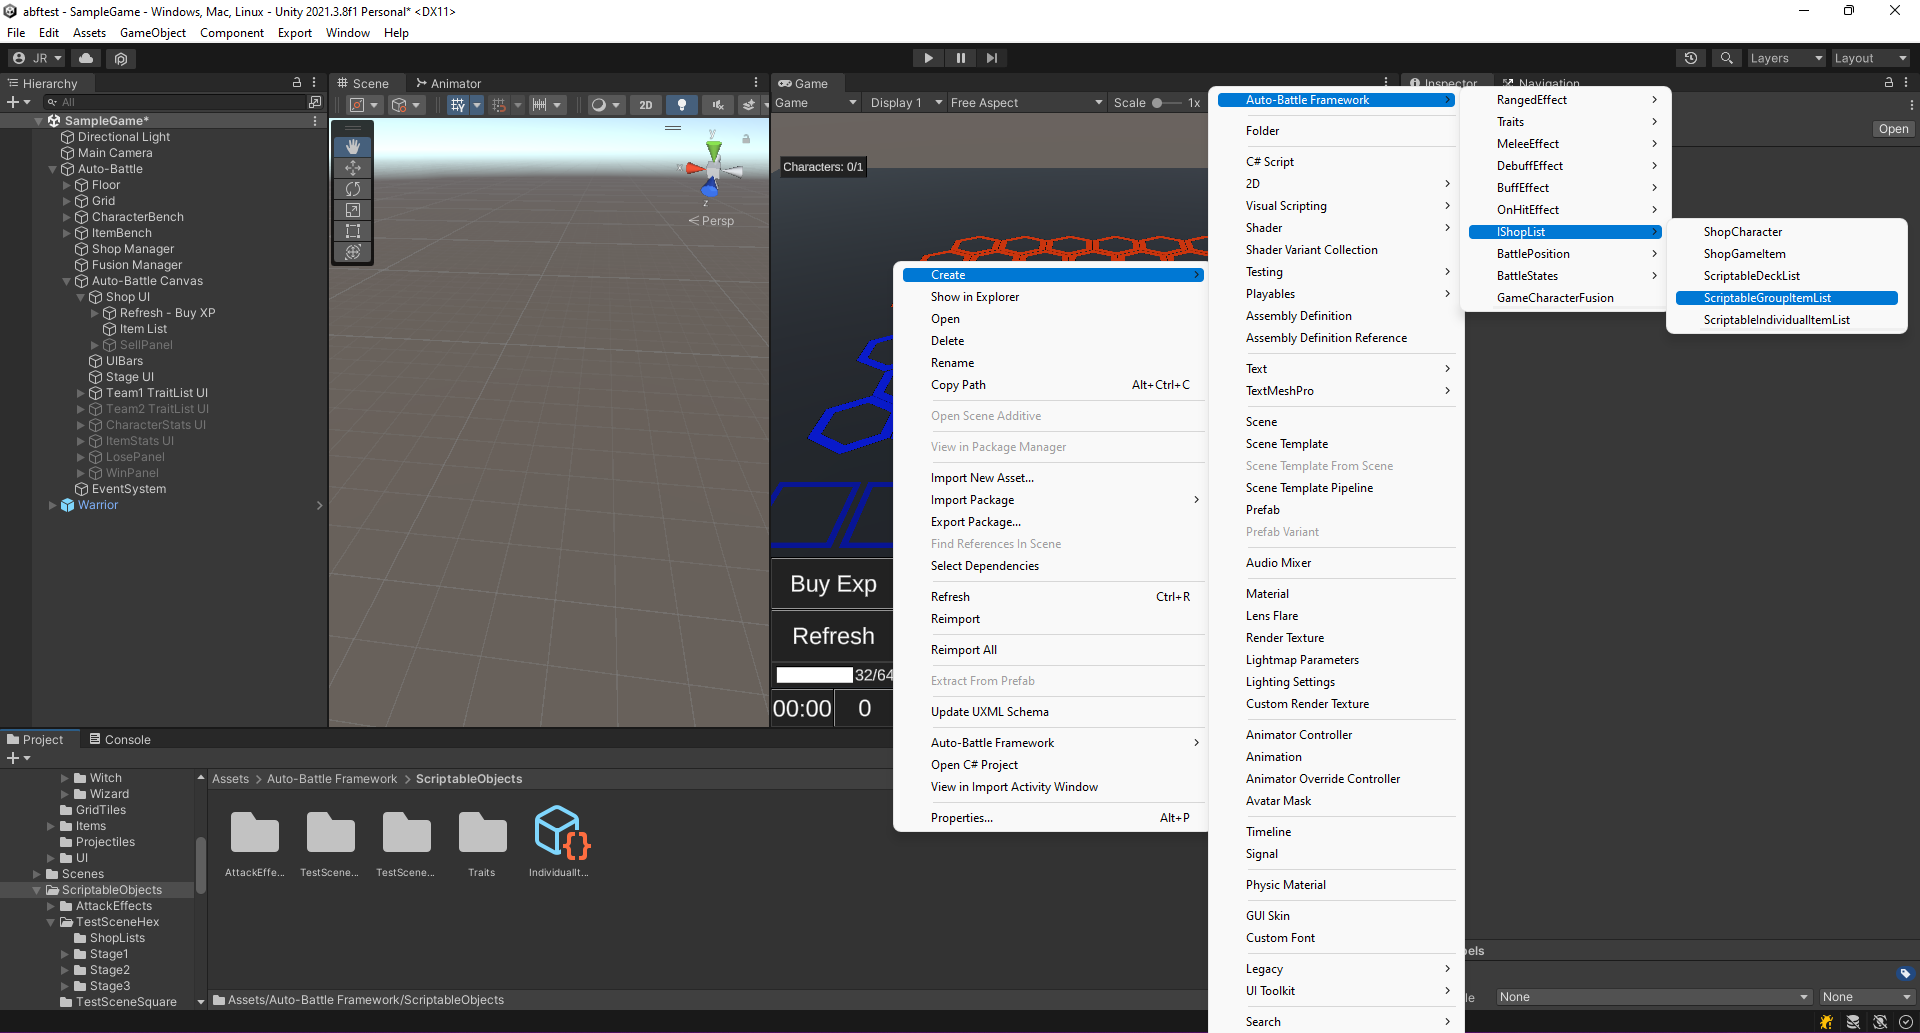 abftest - SampleGame - Windows, Mac, Linux - Unity 2021.3.8f1 Personal* <DX11>
File Edit Assets GameObject Component Export Window Help
JR
Layers
Layout
Hierarchy
All
SampleGame*
Directional Light
Main Camera
Auto-Battle
Floor
Grid
CharacterBench
ItemBench
Shop Manager
Fusion Manager
Auto-Battle Canvas
Shop UI
Refresh - Buy XP
Item List
SellPanel
UIBars
Stage UI
Team1 TraitList UI
Team2 TraitList UI
CharacterStats UI
ItemStats UI
LosePanel
WinPanel
EventSystem
Warrior
Scene
Animator
2D
y
x
z
Persp
Game
Game
Display 1
Free Aspect
Scale
1x
Characters: 0/1
Buy Exp
Refresh
32/64
00:00
0
Inspector
Navigation
Open
Create
Show in Explorer
Open
Delete
Rename
Copy Path Alt+Ctrl+C
Open Scene Additive
View in Package Manager
Import New Asset...
Import Package
Export Package...
Find References In Scene
Select Dependencies
Refresh Ctrl+R
Reimport
Reimport All
Extract From Prefab
Update UXML Schema
Auto-Battle Framework
Open C# Project
View in Import Activity Window
Properties... Alt+P
Auto-Battle Framework
Folder
C# Script
2D
Visual Scripting
Shader
Shader Variant Collection
Testing
Playables
Assembly Definition
Assembly Definition Reference
Text
TextMeshPro
Scene
Scene Template
Scene Template From Scene
Scene Template Pipeline
Prefab
Prefab Variant
Audio Mixer
Material
Lens Flare
Render Texture
Lightmap Parameters
Lighting Settings
Custom Render Texture
Animator Controller
Animation
Animator Override Controller
Avatar Mask
Timeline
Signal
Physic Material
GUI Skin
Custom Font
Legacy
UI Toolkit
Search
RangedEffect
Traits
MeleeEffect
DebuffEffect
BuffEffect
OnHitEffect
IShopList
BattlePosition
BattleStates
GameCharacterFusion
ShopCharacter
ShopGameItem
ScriptableDeckList
ScriptableGroupItemList
ScriptableIndividualItemList
Project
Console
Witch
Wizard
GridTiles
Items
Projectiles
UI
Scenes
ScriptableObjects
AttackEffects
TestSceneHex
ShopLists
Stage1
Stage2
Stage3
TestSceneSquare
Assets > Auto-Battle Framework > ScriptableObjects
AttackEffe...
TestScene...
TestScene...
Traits
IndividualIt...
Assets/Auto-Battle Framework/ScriptableObjects
bels
le
None
None